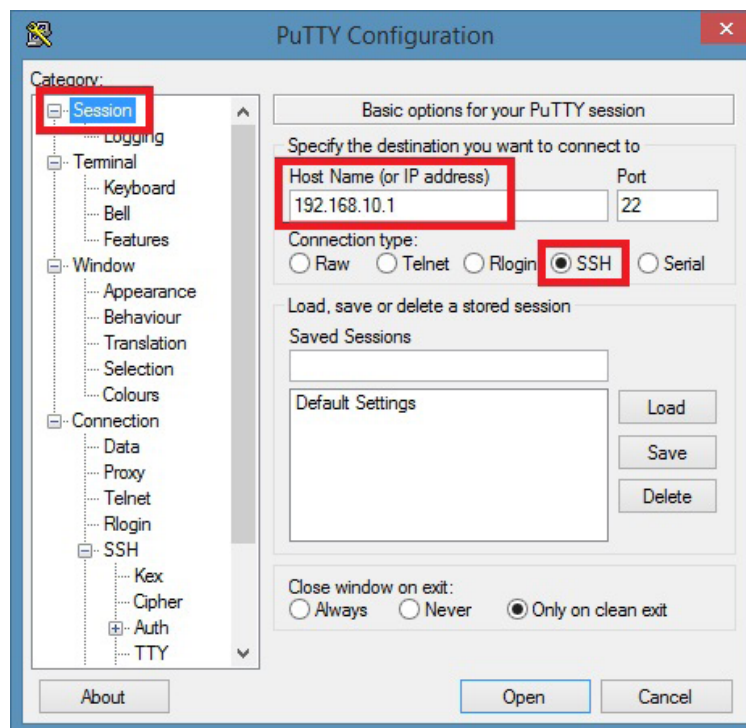 PuTTY Configuration
Category:
Session
Logging
Terminal
Keyboard
Bell
Features
Window
Appearance
Behaviour
Translation
Selection
Colours
Connection
Data
Proxy
Telnet
Rlogin
SSH
Kex
Cipher
Auth
TTY
Basic options for your PuTTY session
Specify the destination you want to connect to
Host Name (or IP address) Port
192.168.10.1 22
Connection type:
Raw Telnet Rlogin SSH Serial
Load, save or delete a stored session
Saved Sessions
Default Settings
Load
Save
Delete
Close window on exit:
Always Never Only on clean exit
About Open Cancel